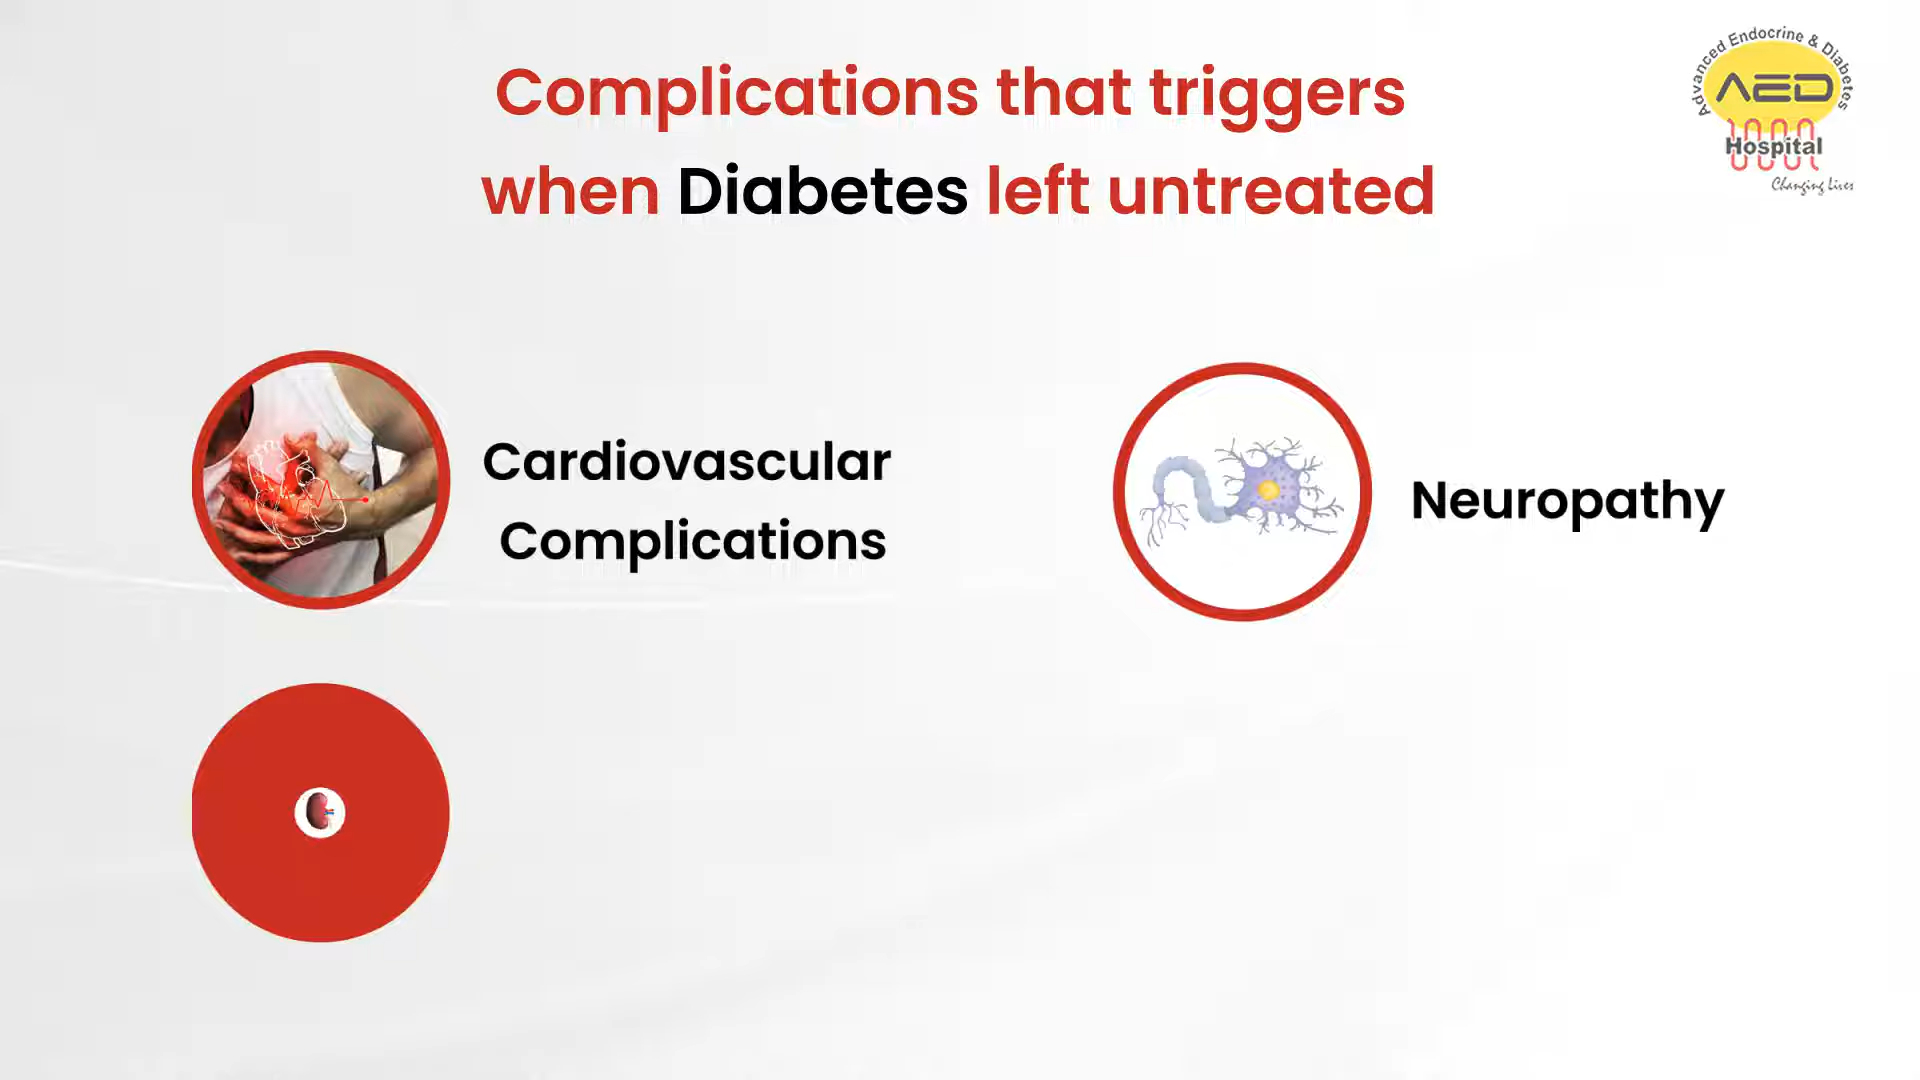 Complications that triggers
when Diabetes left untreated
Advanced Endocrine & Diabetes
AED
Hospital
Changing Lives
Cardiovascular
Complications
Neuropathy